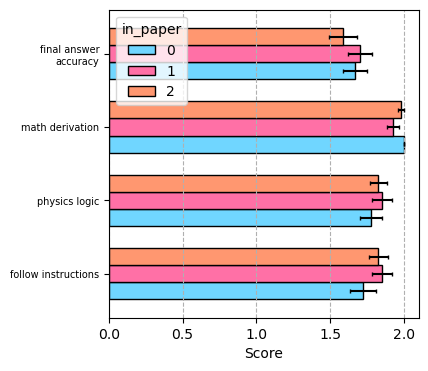 in_paper
0
1
2
final answer
accuracy
math derivation
physics logic
follow instructions
0.0 0.5 1.0 1.5 2.0
Score